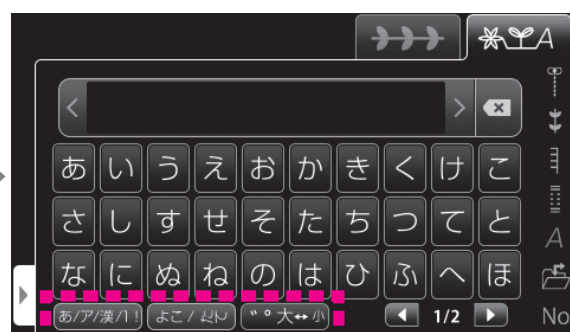 A
あいうえおかきくけこ
さしすせそたちつてと
A
なにぬねのはひふへほ
あ/ア/漢/1! よこ/よこ ゛゜大↔小 1/2 No